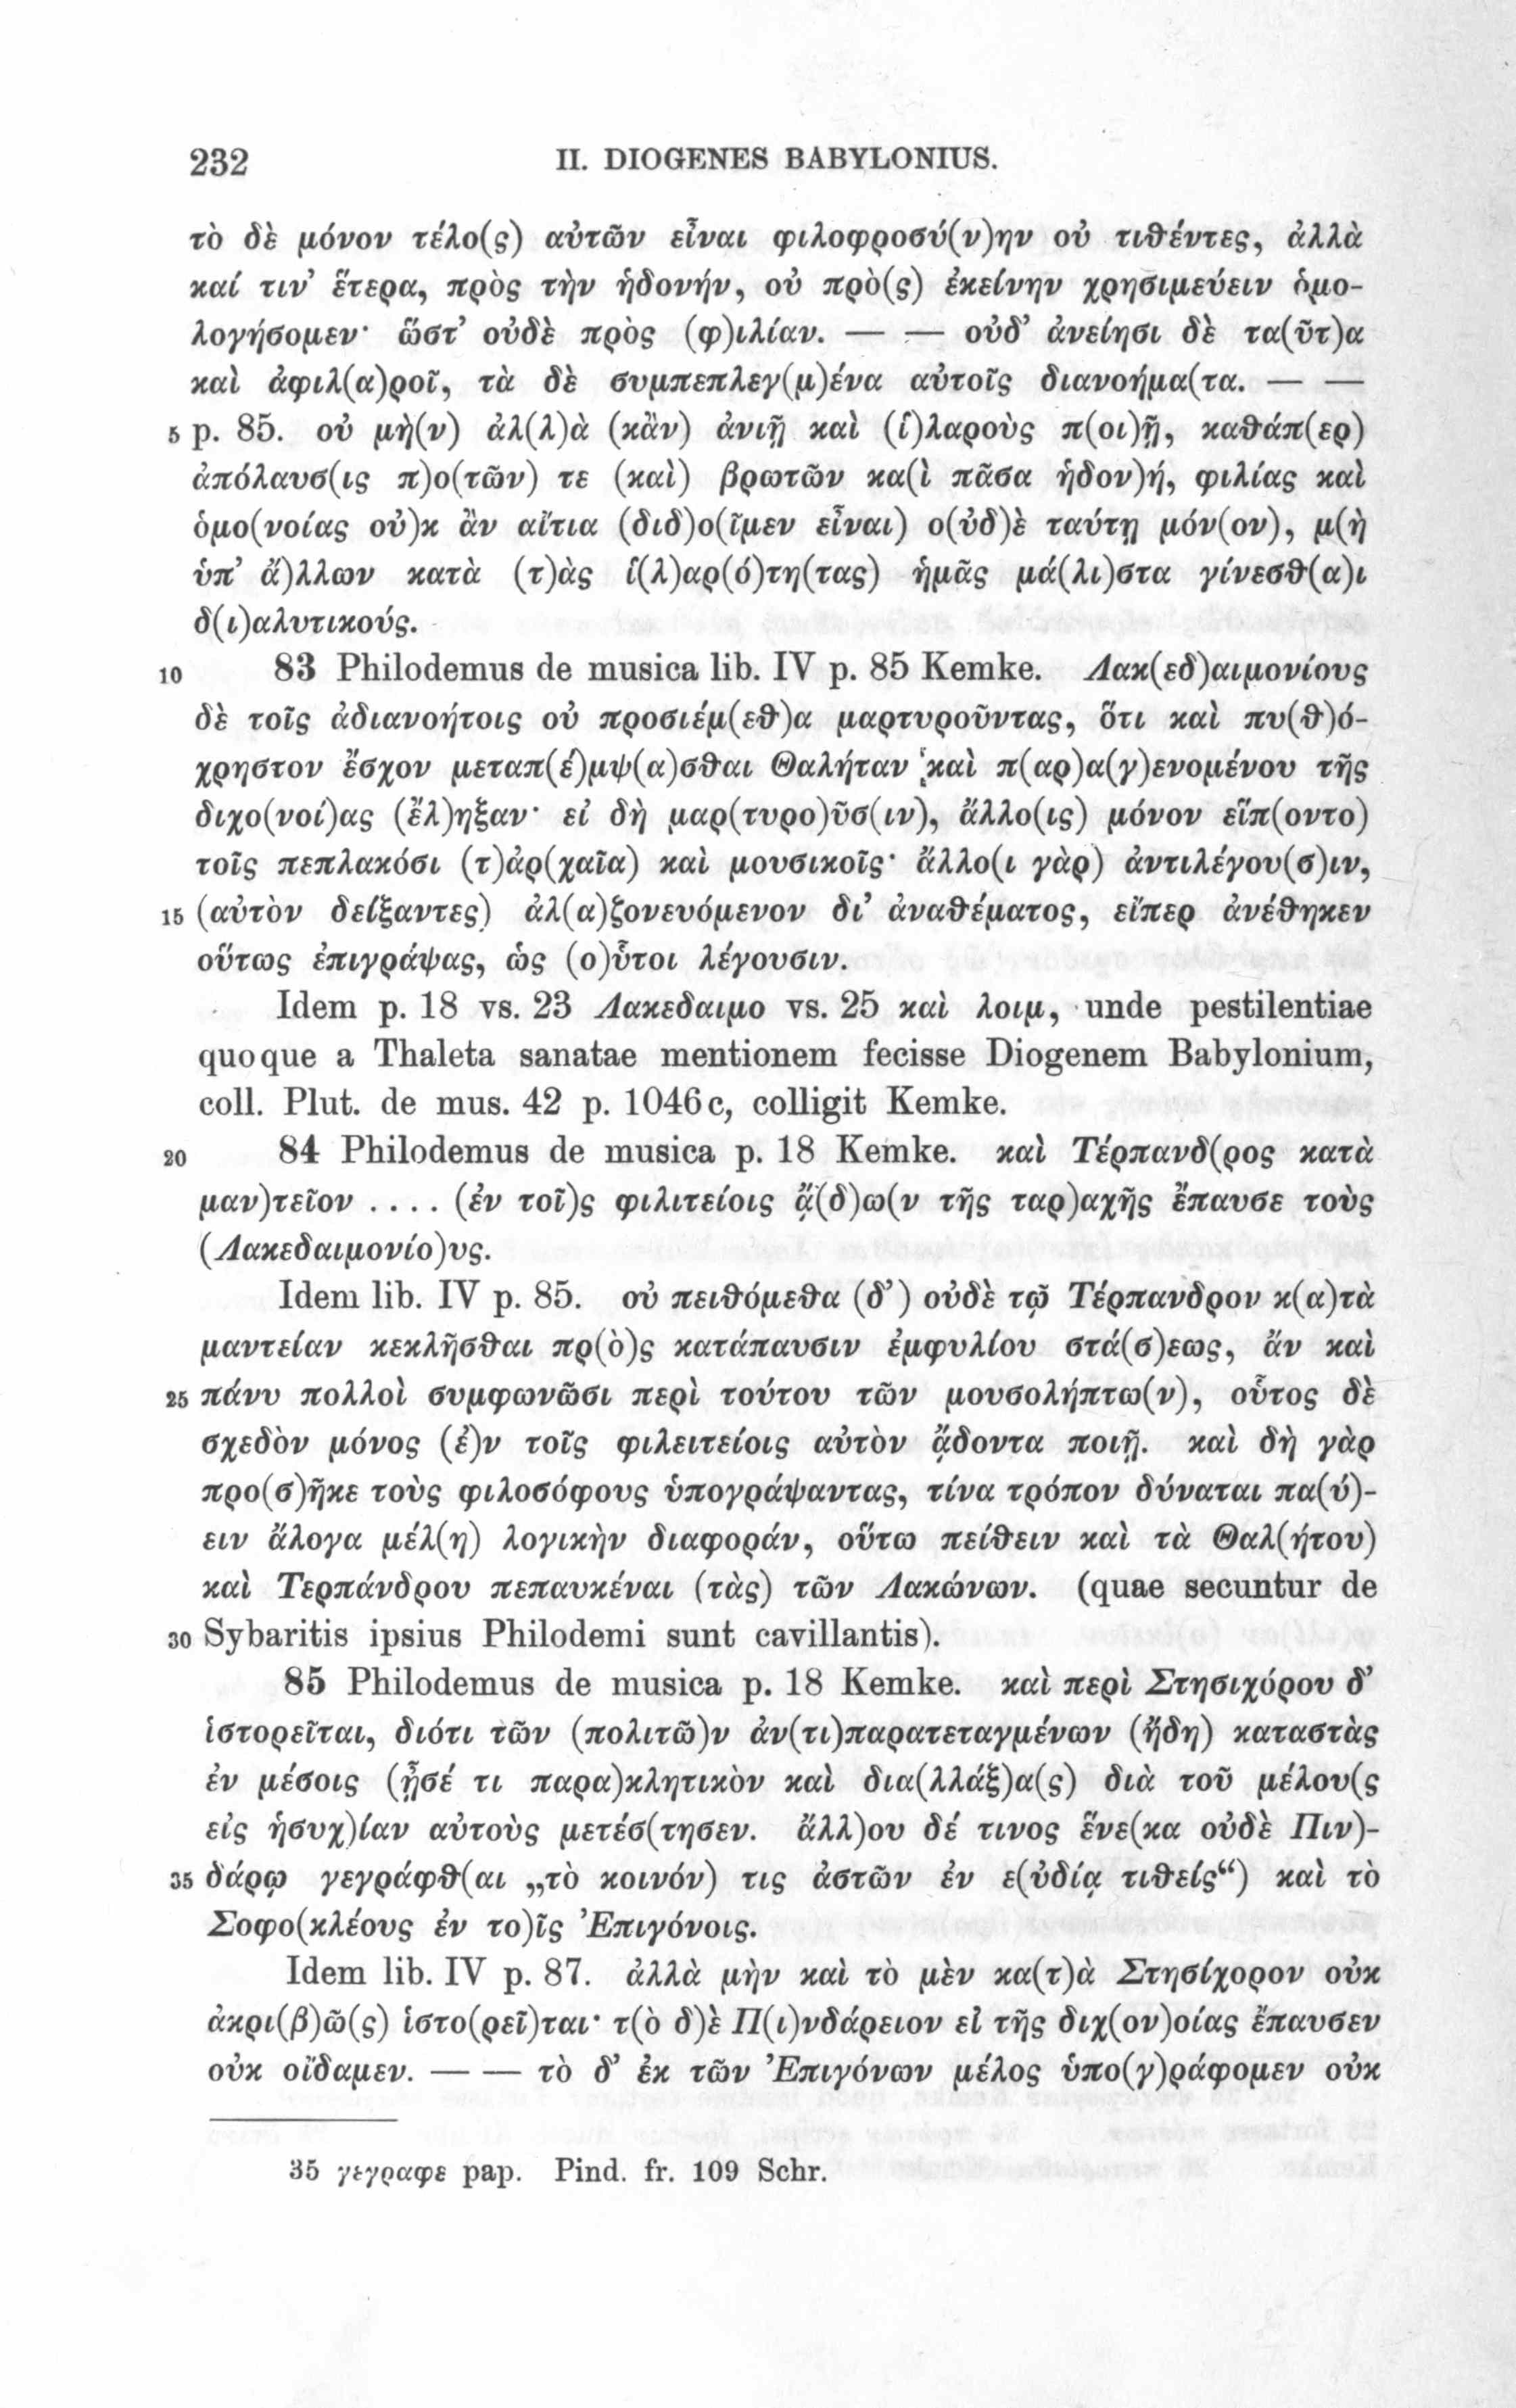 232 II. DIOGENES BABYLONIUS.
τὸ δὲ μόνον τέλο(ς) αὐτῶν εἶναι φιλοφροσύ(ν)ην οὐ τιθέντες, ἀλλὰ
καί τιν’ ἕτερα, πρὸς τὴν ἡδονήν, οὐ πρὸ(ς) ἐκείνην χρησιμεύειν ὁμο-
λογήσομεν· ὥστ’ οὐδὲ πρὸς (φ)ιλίαν. — — οὐδ’ ἀνείησι δὲ τα(ῦτ)α
καὶ ἀφιλ(α)ροῖ, τὰ δὲ συμπεπλεγ(μ)ένα αὐτοῖς διανοήμα(τα. — —
5 p. 85. οὐ μὴ(ν) ἀλ(λ)ὰ (κἂν) ἀνιῇ καὶ (ἱ)λαροὺς π(οι)ῇ, καθάπ(ερ)
ἀπόλαυσ(ις π)ο(τῶν) τε (καὶ) βρωτῶν κα(ὶ πᾶσα ἡδον)ή, φιλίας καὶ
ὁμο(νοίας οὐ)κ ἂν αἴτια (διδ)ο(ῖμεν εἶναι) ο(ὐδ)ὲ ταύτῃ μόν(ον), μ(ὴ
ὑπ’ ἄ)λλων κατὰ (τ)ὰς ἱ(λ)αρ(ό)τη(τας) ἡμᾶς μά(λι)στα γίνεσθ(α)ι
δ(ι)αλυτικούς.
10 83 Philodemus de musica lib. IV p. 85 Kemke. Λακ(εδ)αιμονίους
δὲ τοῖς ἀδιανοήτοις οὐ προσιέμ(εθ)α μαρτυροῦντας, ὅτι καὶ πυ(θ)ό-
χρηστον ἔσχον μεταπ(έ)μψ(α)σθαι Θαλήταν καὶ π(αρ)α(γ)ενομένου τῆς
διχο(νοί)ας (ἔλ)ηξαν· εἰ δὴ μαρ(τυρο)ῦσ(ιν), ἄλλο(ις) μόνον εἵπ(οντο)
τοῖς πεπλακόσι (τ)ἀρ(χαῖα) καὶ μουσικοῖς· ἄλλο(ι γὰρ) ἀντιλέγου(σ)ιν,
15 (αὐτὸν δείξαντες) ἀλ(α)ζονευόμενον δι’ ἀναθέματος, εἴπερ ἀνέθηκεν
οὕτως ἐπιγράψας, ὡς (ο)ὗτοι λέγουσιν.
Idem p. 18 vs. 23 Λακεδαιμο vs. 25 καὶ λοιμ, unde pestilentiae
quoque a Thaleta sanatae mentionem fecisse Diogenem Babylonium,
coll. Plut. de mus. 42 p. 1046 c, colligit Kemke.
20 84 Philodemus de musica p. 18 Kemke. καὶ Τέρπανδ(ρος κατὰ
μαν)τεῖον .... (ἐν τοῖ)ς φιλιτείοις ᾄ(δ)ω(ν τῆς ταρ)αχῆς ἔπαυσε τοὺς
(Λακεδαιμονίο)υς.
Idem lib. IV p. 85. οὐ πειθόμεθα (δ’) οὐδὲ τῷ Τέρπανδρον κ(α)τὰ
μαντείαν κεκλῆσθαι πρ(ὸ)ς κατάπαυσιν ἐμφυλίου στά(σ)εως, ἄν καὶ
25 πάνυ πολλοὶ συμφωνῶσι περὶ τούτου τῶν μουσολήπτω(ν), οὗτος δὲ
σχεδὸν μόνος (ἐ)ν τοῖς φιλειτείοις αὐτὸν ᾄδοντα ποιῇ. καὶ δὴ γὰρ
προ(σ)ῆκε τοὺς φιλοσόφους ὑπογράψαντας, τίνα τρόπον δύναται πα(ύ)-
ειν ἄλογα μέλ(η) λογικὴν διαφοράν, οὕτω πείθειν καὶ τὰ Θαλ(ήτου)
καὶ Τερπάνδρου πεπαυκέναι (τὰς) τῶν Λακώνων. (quae secuntur de
30 Sybaritis ipsius Philodemi sunt cavillantis).
85 Philodemus de musica p. 18 Kemke. καὶ περὶ Στησιχόρου δ’
ἱστορεῖται, διότι τῶν (πολιτῶ)ν ἀν(τι)παρατεταγμένων (ἤδη) καταστὰς
ἐν μέσοις (ᾖσέ τι παρα)κλητικὸν καὶ δια(λλάξ)α(ς) διὰ τοῦ μέλου(ς
εἰς ἡσυχ)ίαν αὐτοὺς μετέσ(τησεν. ἄλλ)ου δέ τινος ἕνε(κα οὐδὲ Πιν)-
35 δάρῳ γεγράφθ(αι „τὸ κοινόν) τις ἀστῶν ἐν ε(ὐδίᾳ τιθείς“) καὶ τὸ
Σοφο(κλέους ἐν το)ῖς Ἐπιγόνοις.
Idem lib. IV p. 87. ἀλλὰ μὴν καὶ τὸ μὲν κα(τ)ὰ Στησίχορον οὐκ
ἀκρι(β)ῶ(ς) ἱστο(ρεῖ)ται· τ(ὸ δ)ὲ Π(ι)νδάρειον εἰ τῆς διχ(ον)οίας ἔπαυσεν
οὐκ οἴδαμεν. — — τὸ δ’ ἐκ τῶν Ἐπιγόνων μέλος ὑπο(γ)ράφομεν οὐκ
35 γεγραφε pap. Pind. fr. 109 Schr.